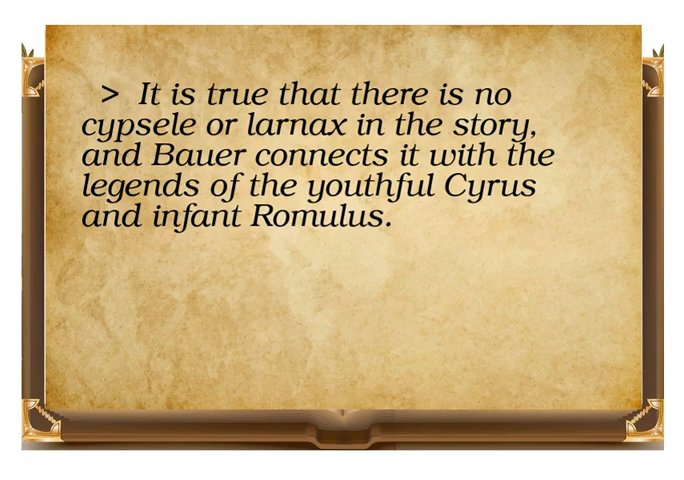 > It is true that there is no
cypsele or larnax in the story,
and Bauer connects it with the
legends of the youthful Cyrus
and infant Romulus.